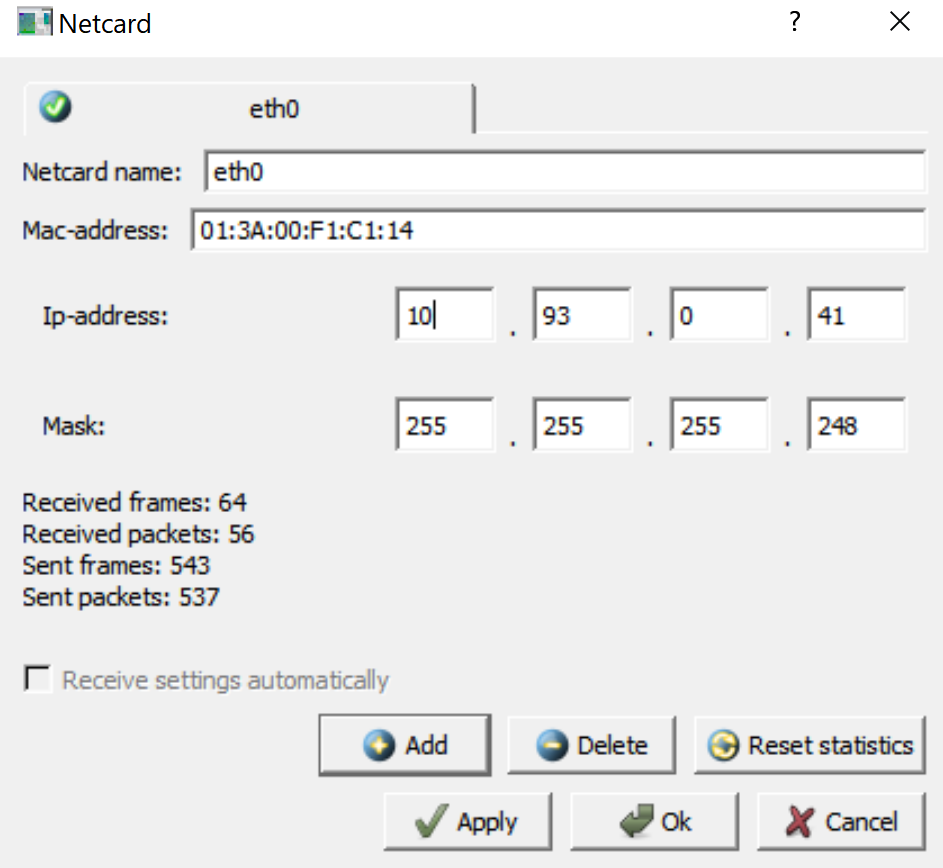 Netcard ?
eth0
Netcard name: eth0
Mac-address: 01:3A:00:F1:C1:14
Ip-address: 10 . 93 . 0 . 41
Mask: 255 . 255 . 255 . 248
Received frames: 64
Received packets: 56
Sent frames: 543
Sent packets: 537
Receive settings automatically
Add Delete Reset statistics
Apply Ok Cancel